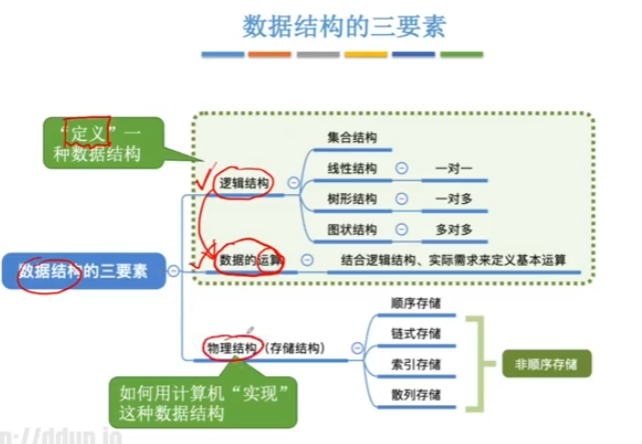 数据结构的三要素
“定义”一
种数据结构
集合结构
逻辑结构
线性结构
一对一
树形结构
一对多
图状结构
多对多
数据结构的三要素
数据的运算
结合逻辑结构、实际需求来定义基本运算
顺序存储
物理结构（存储结构）
链式存储
索引存储
散列存储
非顺序存储
如何用计算机“实现”
这种数据结构